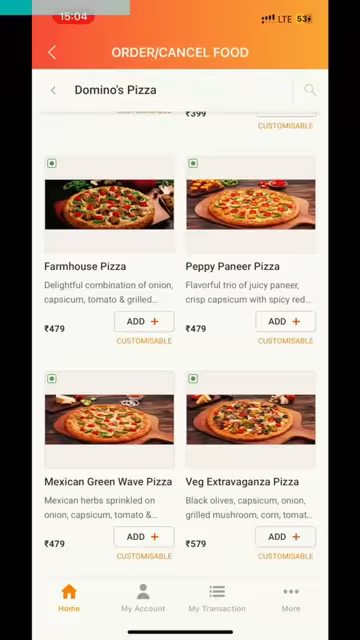 15:04
LTE 53
ORDER/CANCEL FOOD
Domino's Pizza
₹399
CUSTOMISABLE
Farmhouse Pizza
Delightful combination of onion,
capsicum, tomato & grilled...
₹479
ADD +
CUSTOMISABLE
Peppy Paneer Pizza
Flavorful trio of juicy paneer,
crisp capsicum with spicy red...
₹479
ADD +
CUSTOMISABLE
Mexican Green Wave Pizza
Mexican herbs sprinkled on
onion, capsicum, tomato &...
₹479
ADD +
CUSTOMISABLE
Veg Extravaganza Pizza
Black olives, capsicum, onion,
grilled mushroom, corn, tomat...
₹579
ADD +
CUSTOMISABLE
Home
My Account
My Transaction
More